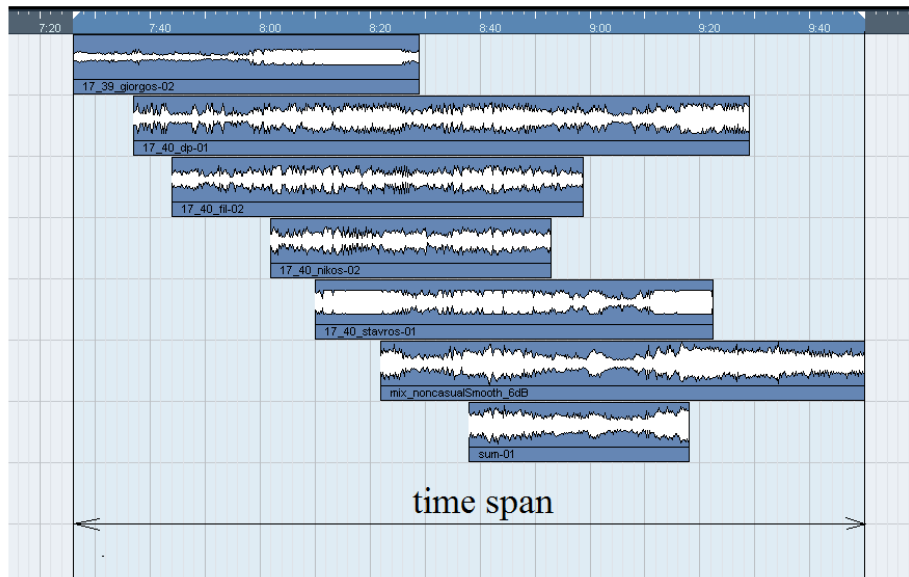 7:20 7:40 8:00 8:20 8:40 9:00 9:20 9:40
17_39_giorgos-02
17_40_dp-01
17_40_fil-02
17_40_nikos-02
17_40_stavros-01
mix_noncasualSmooth_6dB
sum-01
time span